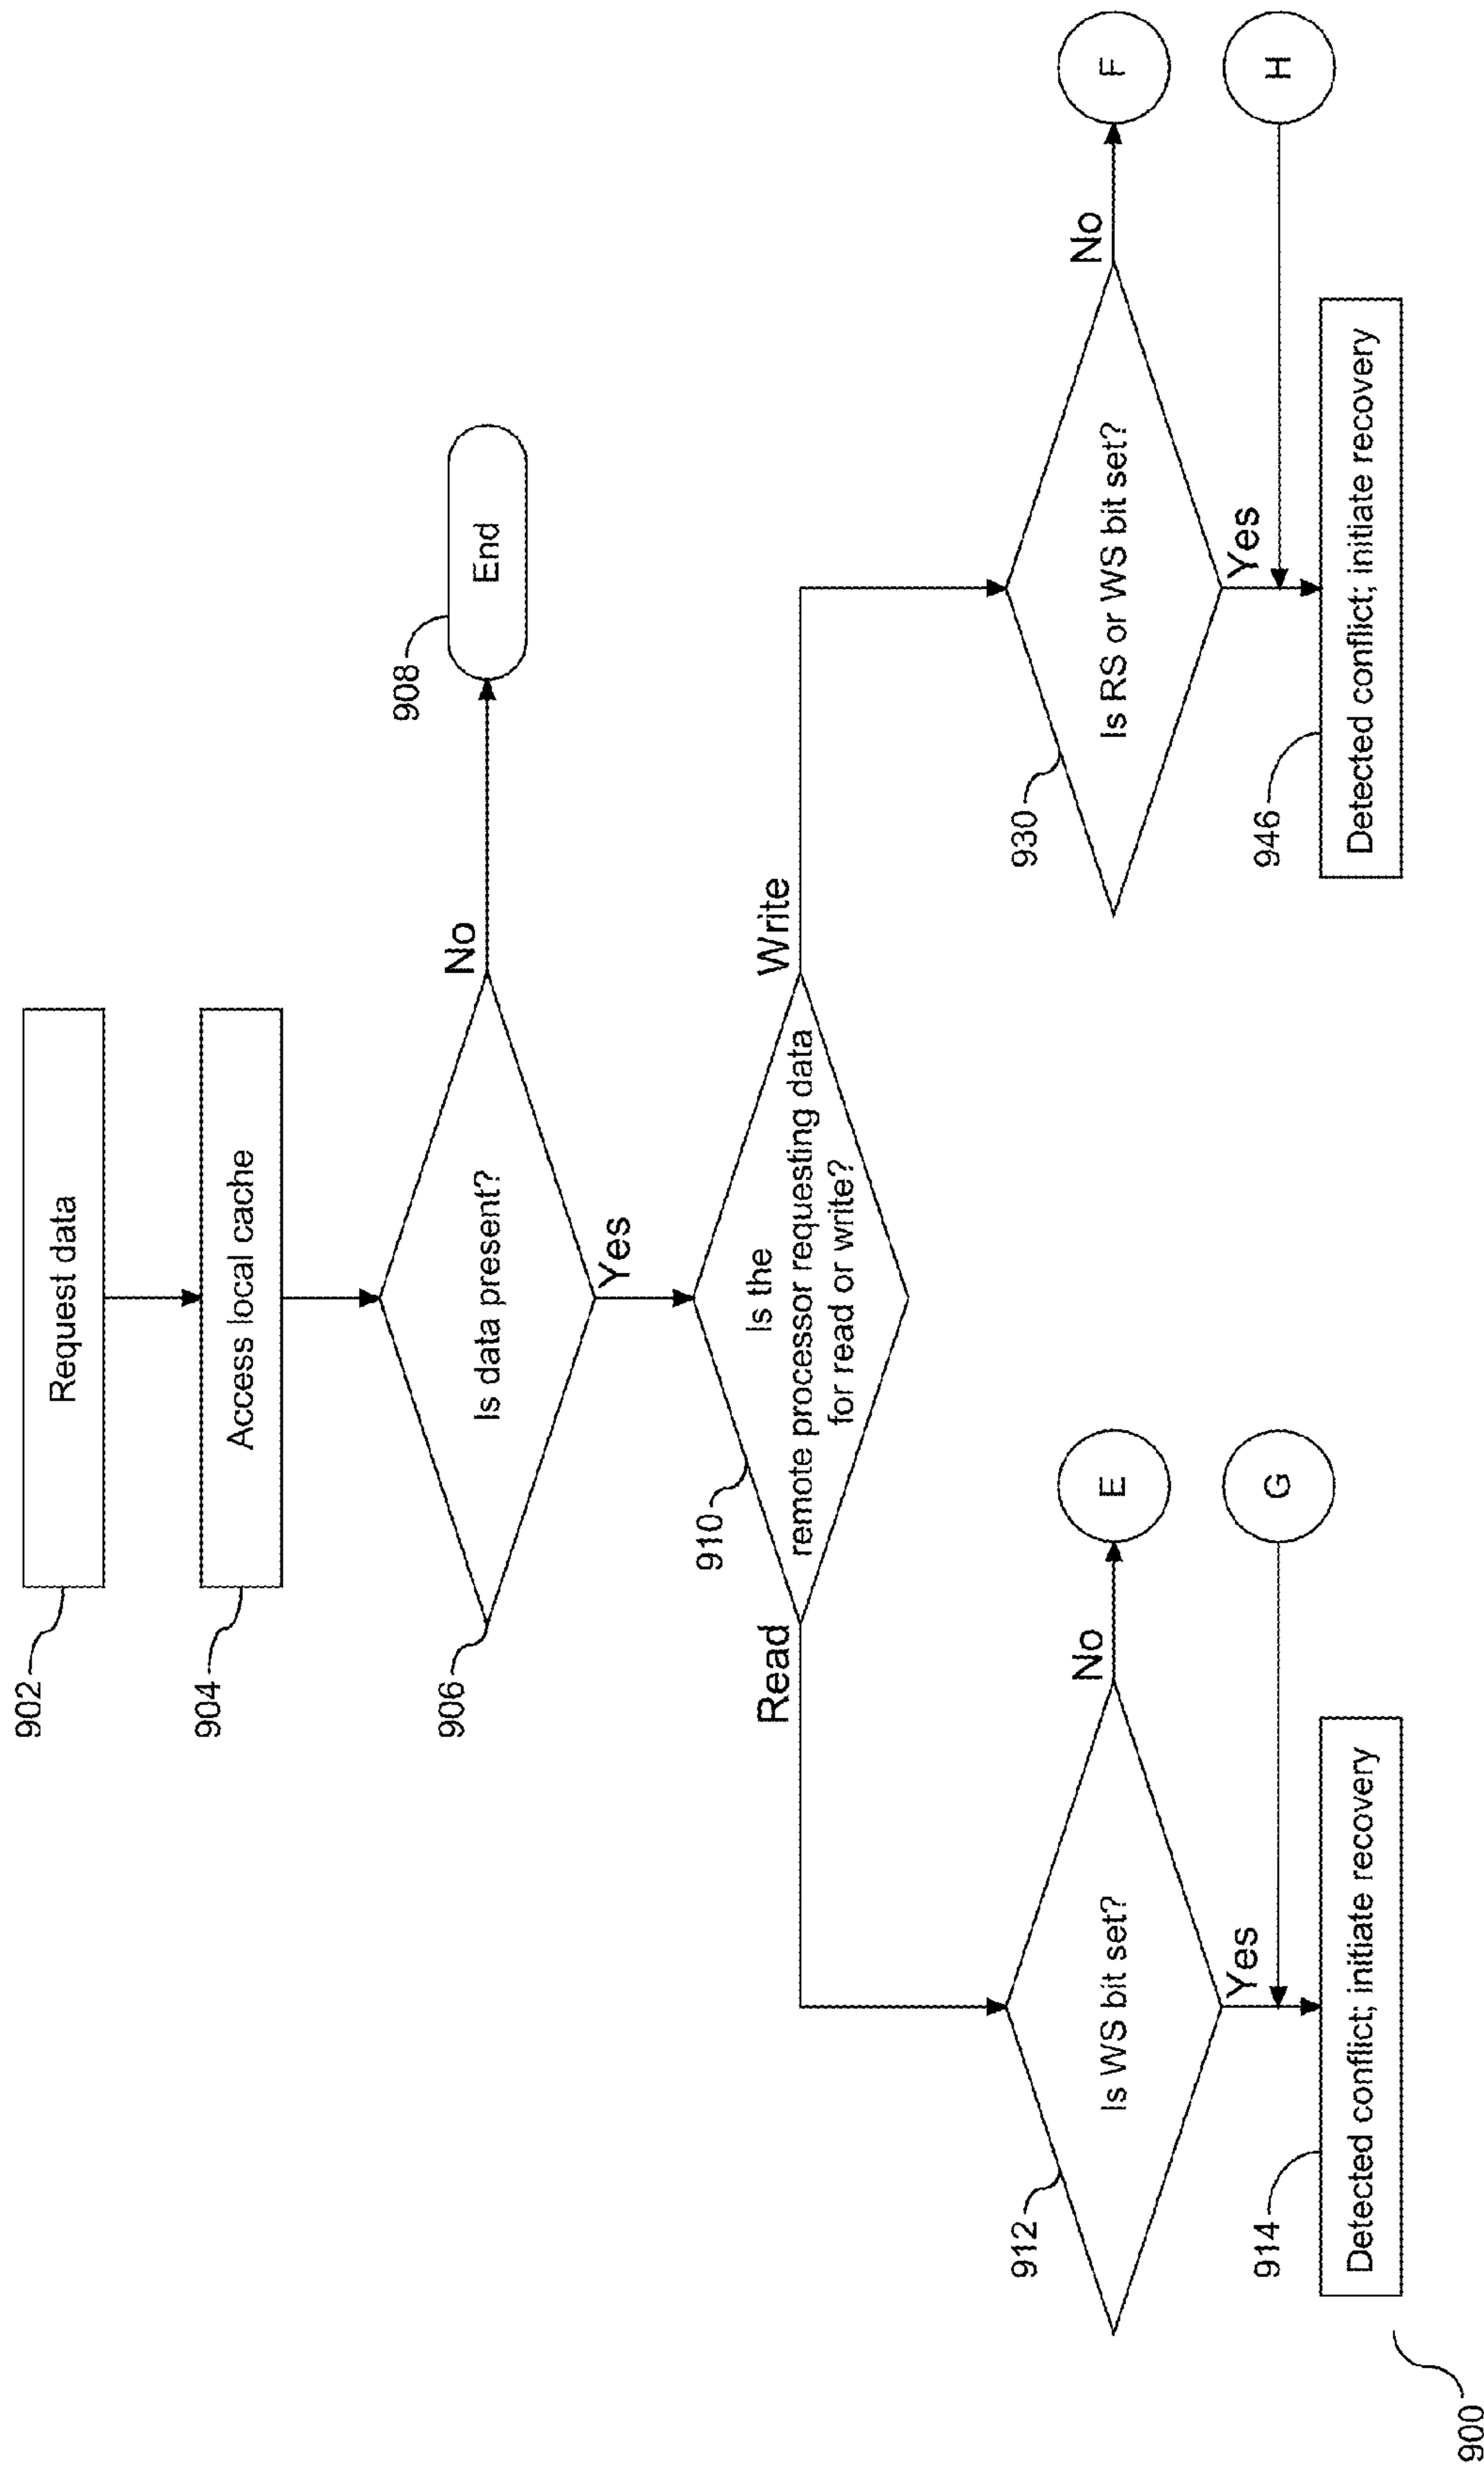 902
Request data
904
Access local cache
906
Is data present?
No
908
End
Yes
910
Is the
remote processor requesting data
for read or write?
Read
Write
912
Is WS bit set?
No
E
Yes
G
914
Detected conflict; initiate recovery
930
Is RS or WS bit set?
No
F
Yes
H
946
Detected conflict; initiate recovery
900